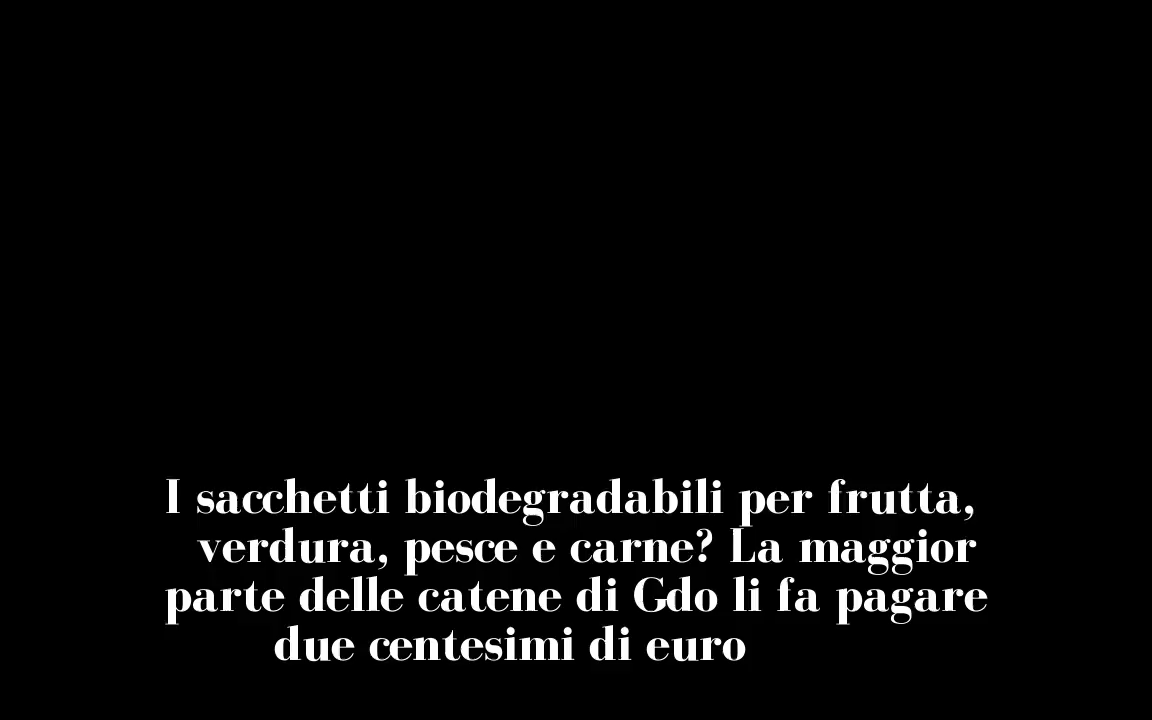 I sacchetti biodegradabili per frutta,
verdura, pesce e carne? La maggior
parte delle catene di Gdo li fa pagare
due centesimi di euro